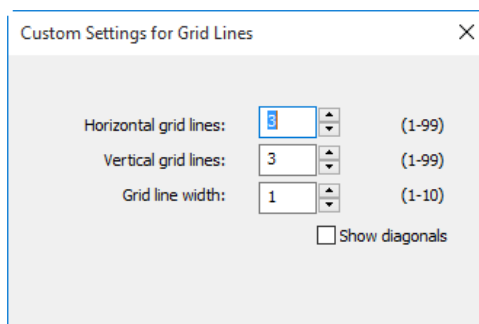 Custom Settings for Grid Lines
Horizontal grid lines: 3 (1-99)
Vertical grid lines: 3 (1-99)
Grid line width: 1 (1-10)
Show diagonals